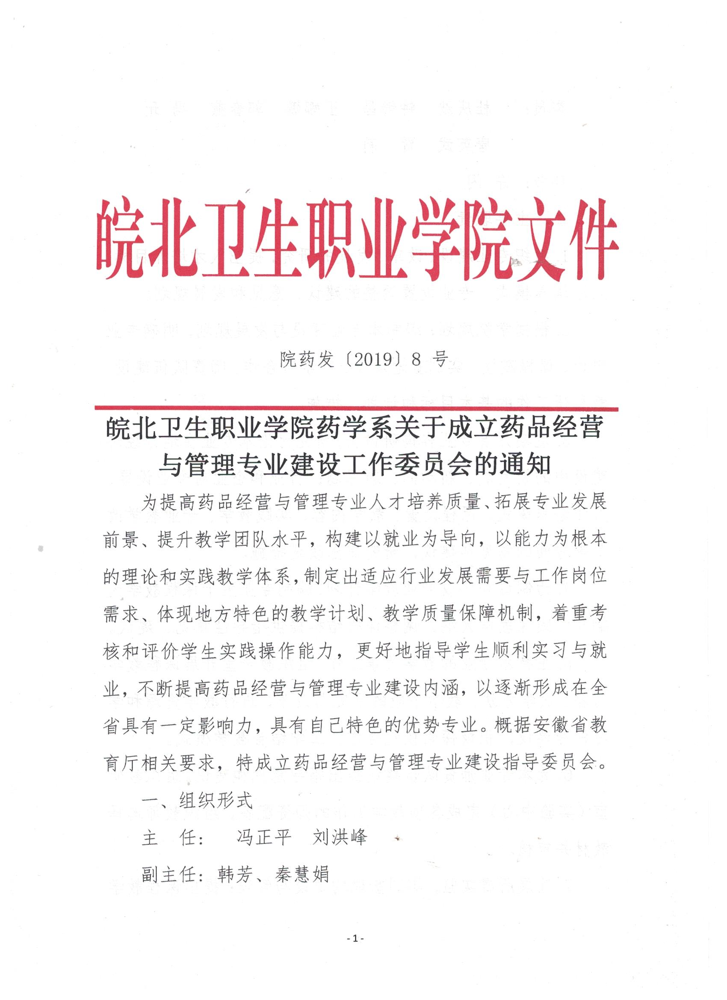 皖北卫生职业学院文件
院药发〔2019〕8 号
皖北卫生职业学院药学系关于成立药品经营
与管理专业建设工作委员会的通知
为提高药品经营与管理专业人才培养质量、拓展专业发展
前景、提升教学团队水平，构建以就业为导向，以能力为根本
的理论和实践教学体系，制定出适应行业发展需要与工作岗位
需求、体现地方特色的教学计划、教学质量保障机制，着重考
核和评价学生实践操作能力，更好地指导学生顺利实习与就
业，不断提高药品经营与管理专业建设内涵，以逐渐形成在全
省具有一定影响力，具有自己特色的优势专业。概据安徽省教
育厅相关要求，特成立药品经营与管理专业建设指导委员会。
一、组织形式
主 任： 冯正平 刘洪峰
副主任：韩芳、秦慧娟
- 1 -